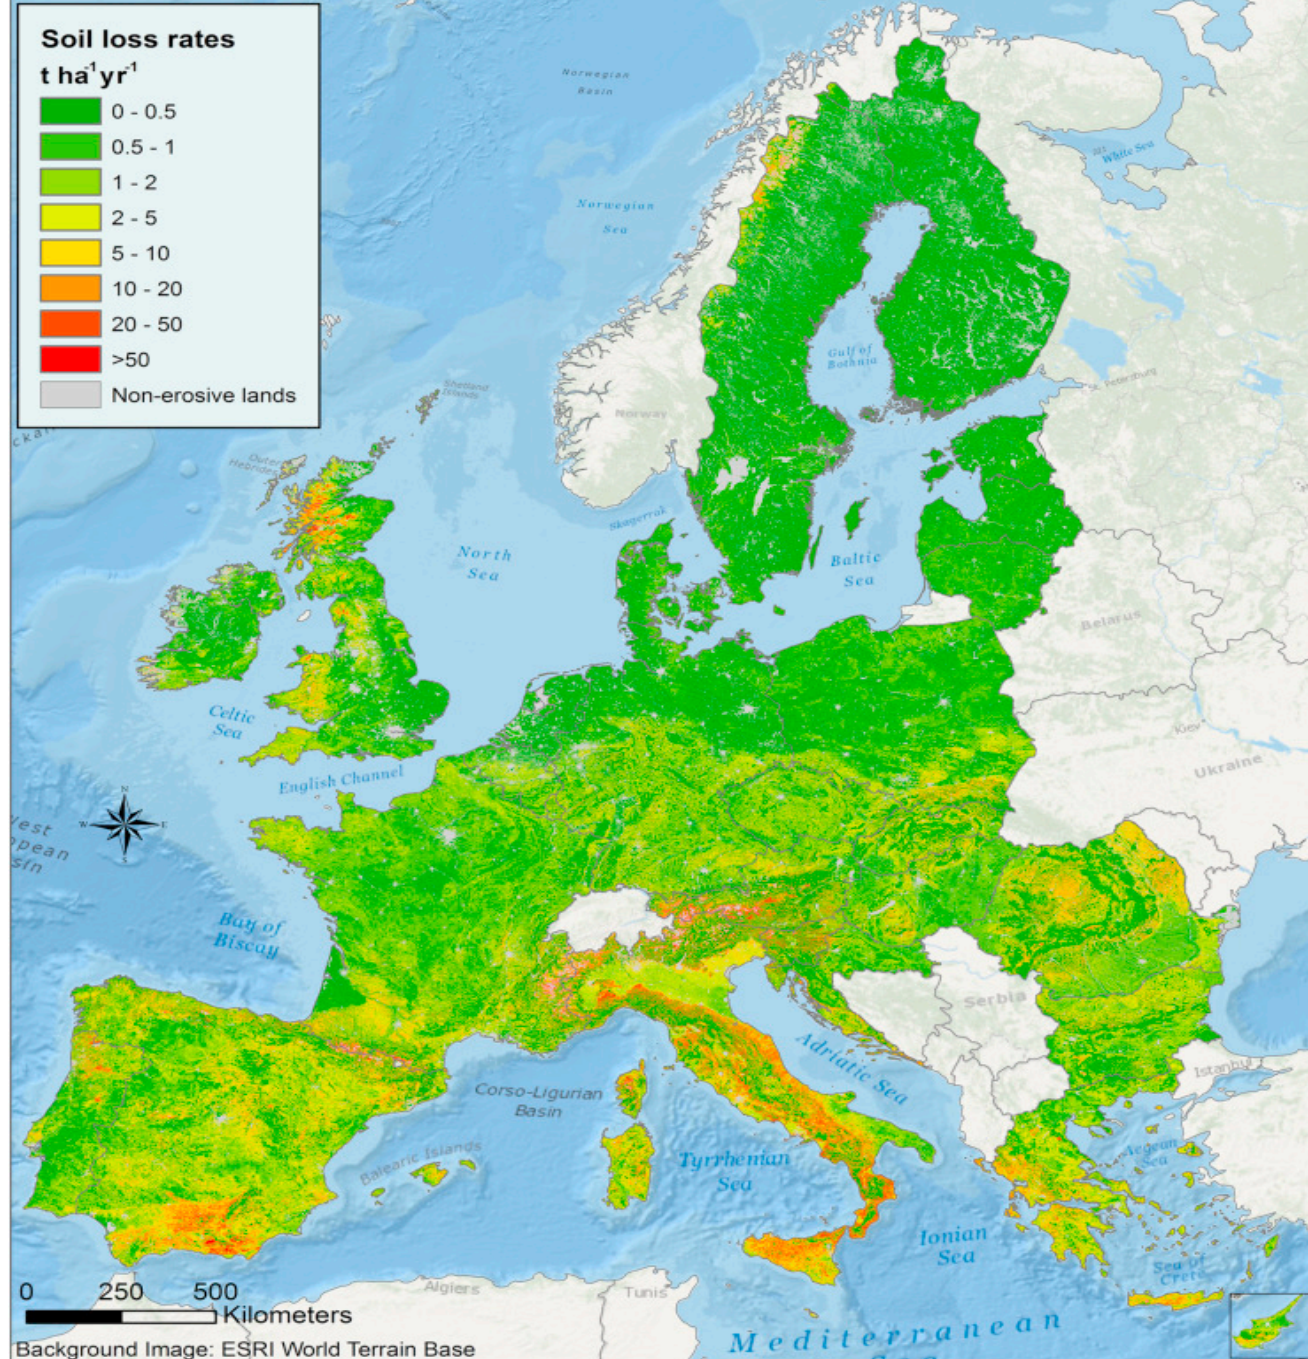 Soil loss rates
t ha-1 yr-1
0 - 0.5
0.5 - 1
1 - 2
2 - 5
5 - 10
10 - 20
20 - 50
>50
Non-erosive lands
Norwegian
Basin
White Sea
Norwegian
Sea
Gulf of
Bothnia
St. Petersburg
Shetland
Islands
Norway
Outer
Hebrides
Skagerrak
North
Sea
Baltic
Sea
Belarus
Celtic
Sea
Kiev
Ukraine
English Channel
N
W
E
S
Bay of
Biscay
Serbia
Adriatic Sea
Istanbul
Corso-Ligurian
Basin
Balearic Islands
Tyrrhenian
Sea
Aegean
Sea
Ionian
Sea
Sea of
Crete
0 250 500
Kilometers
Algiers
Tunis
Mediterranean
Background Image: ESRI World Terrain Base